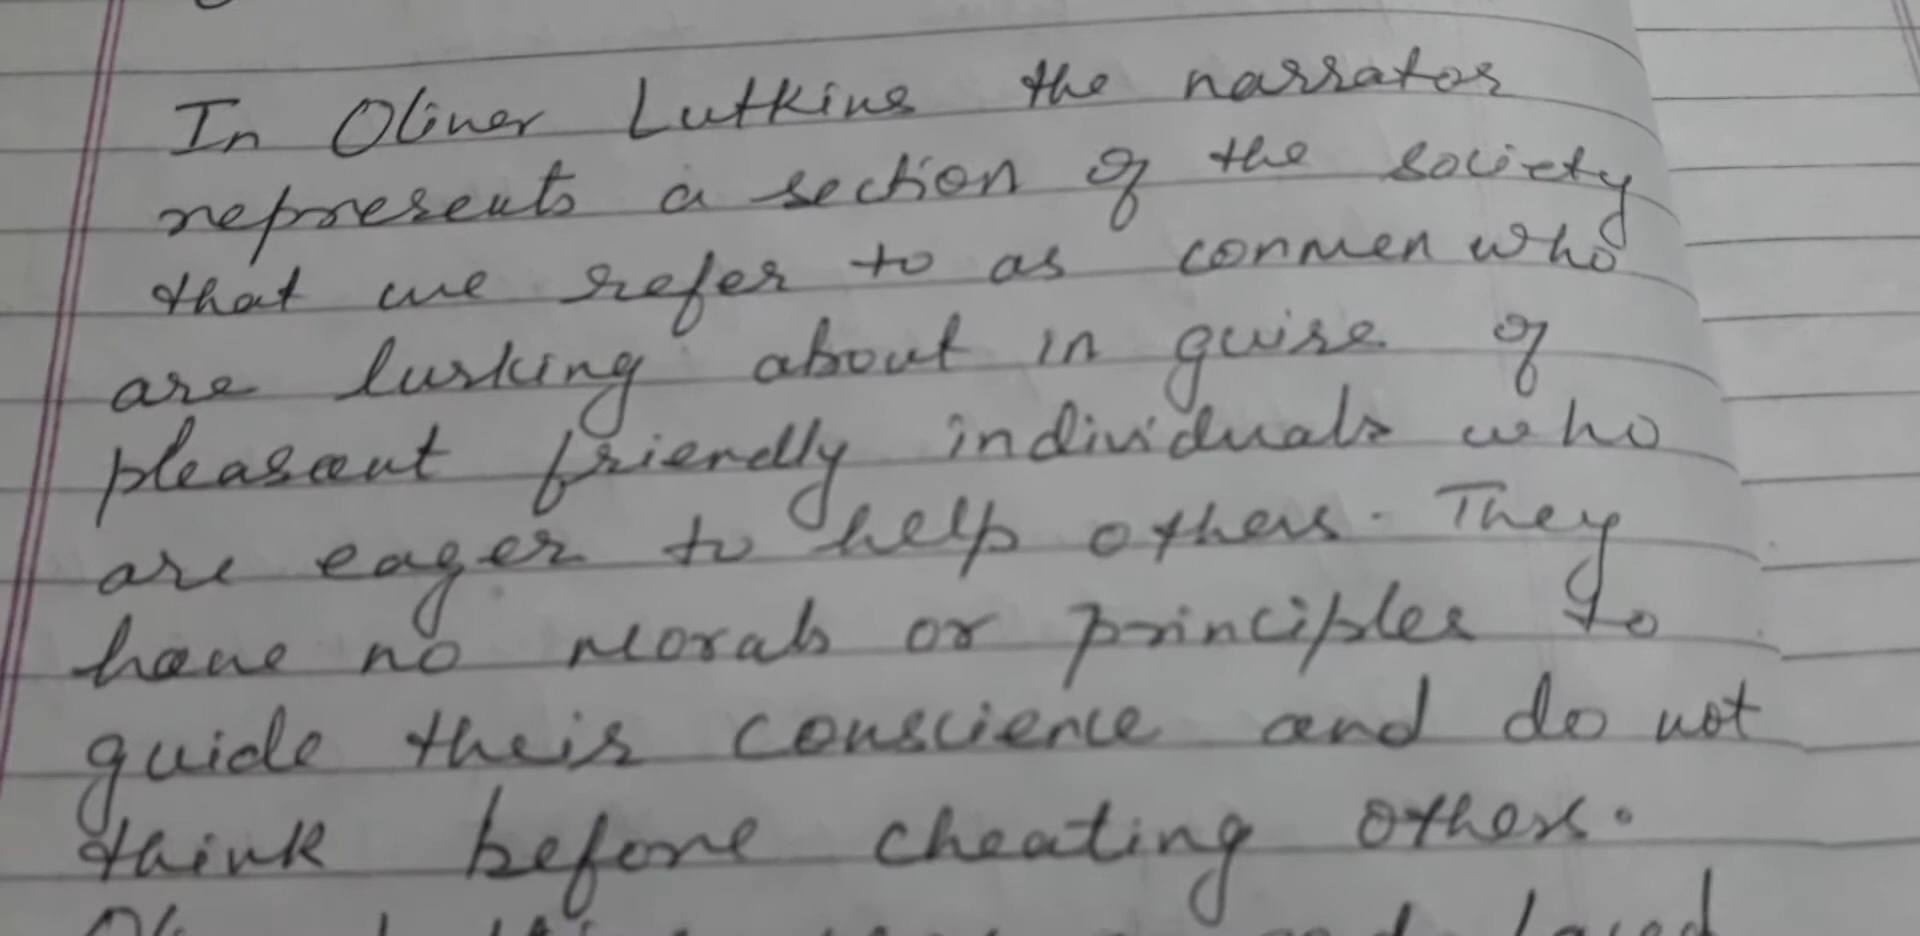 In Oliver Lutkins the narrator
represents a section of the society
that we refer to as conmen who
are lurking about in guise of
pleasant friendly individuals who
are eager to help others. They
have no morals or principles to
guide their conscience and do not
think before cheating others.